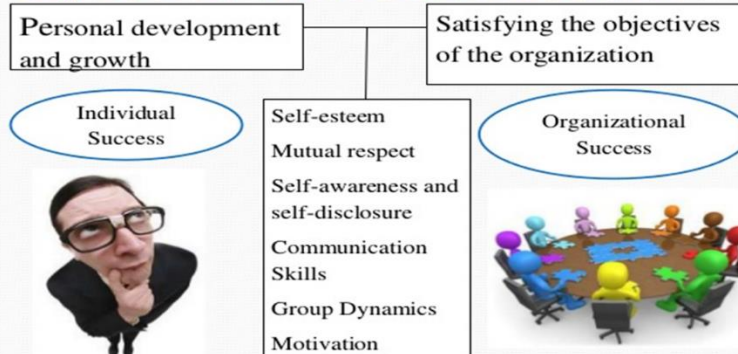 Personal development
and growth
Satisfying the objectives
of the organization
Individual
Success
Self-esteem
Mutual respect
Self-awareness and
self-disclosure
Communication
Skills
Group Dynamics
Motivation
Organizational
Success